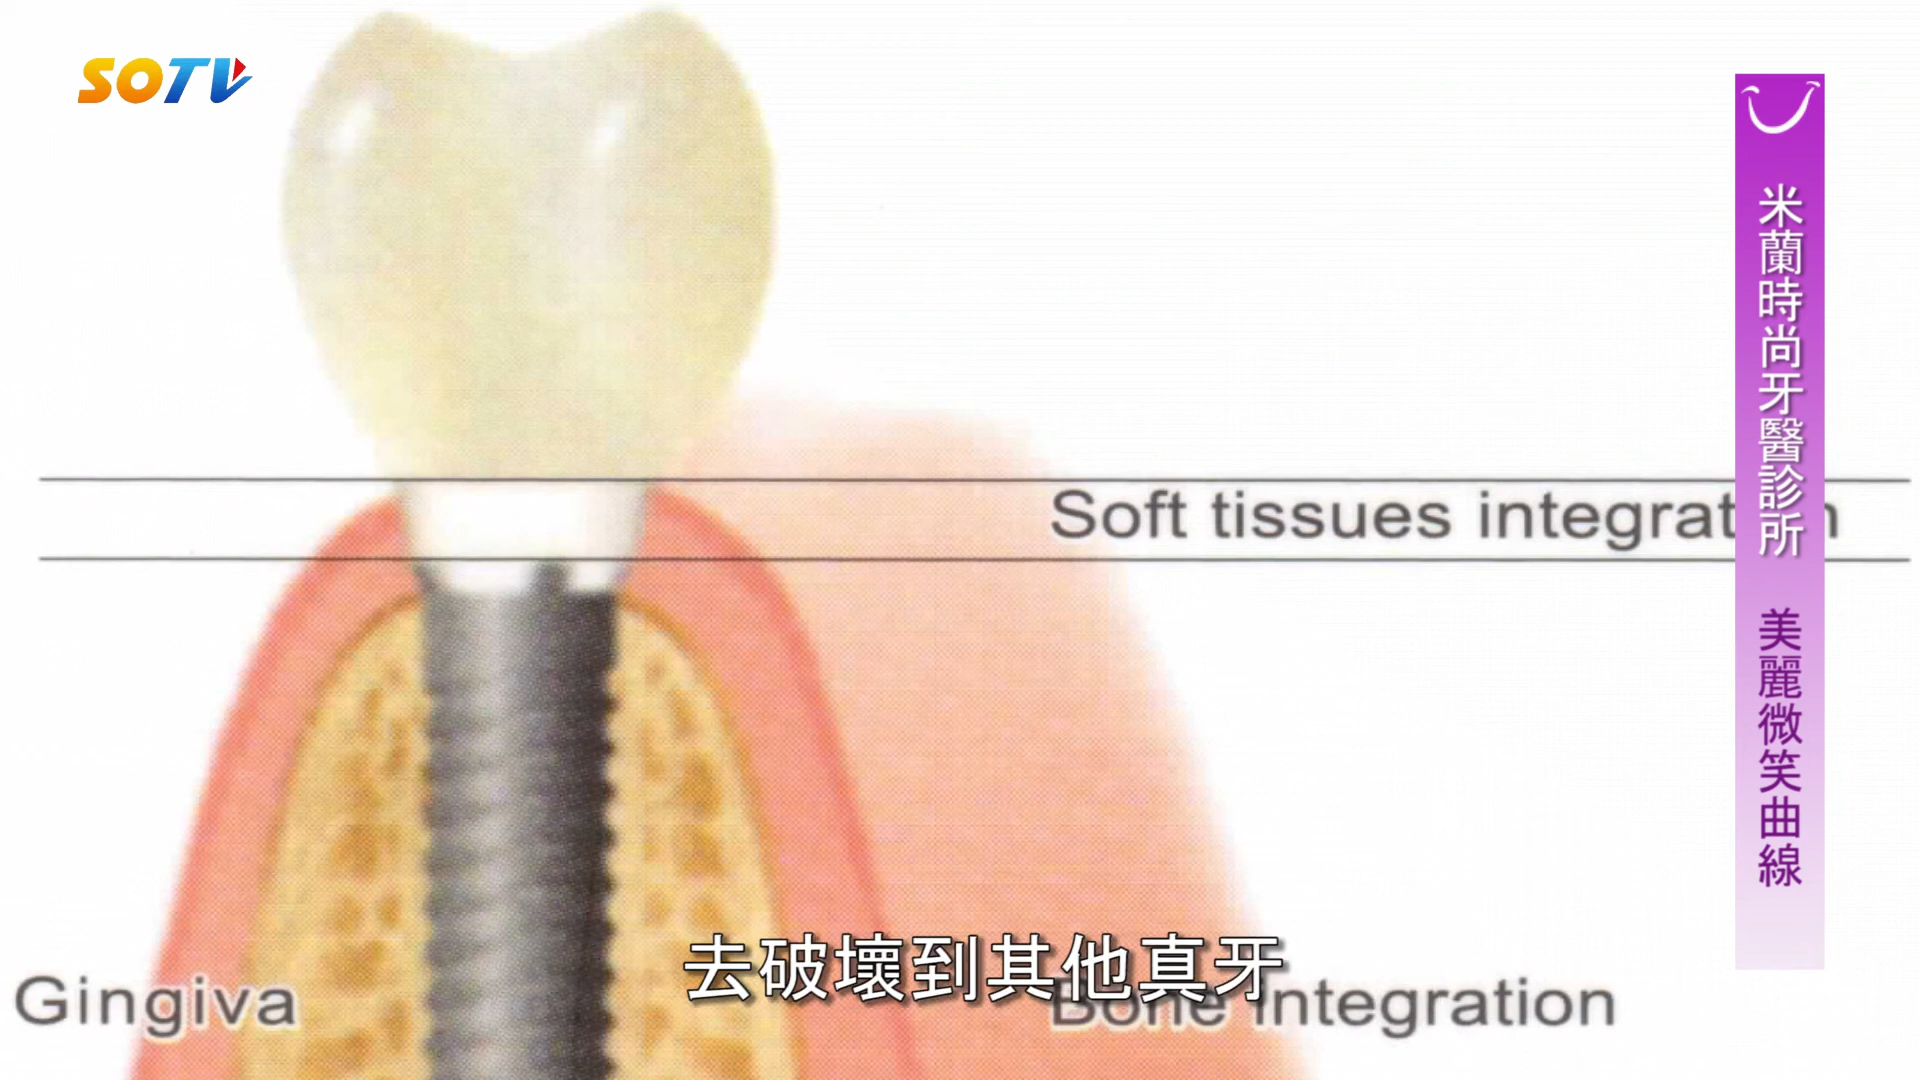 SOTV
米蘭時尚牙醫診所 美麗微笑曲線
Soft tissues integrat n
Gingiva
去破壞到其他真牙
Bone Integration